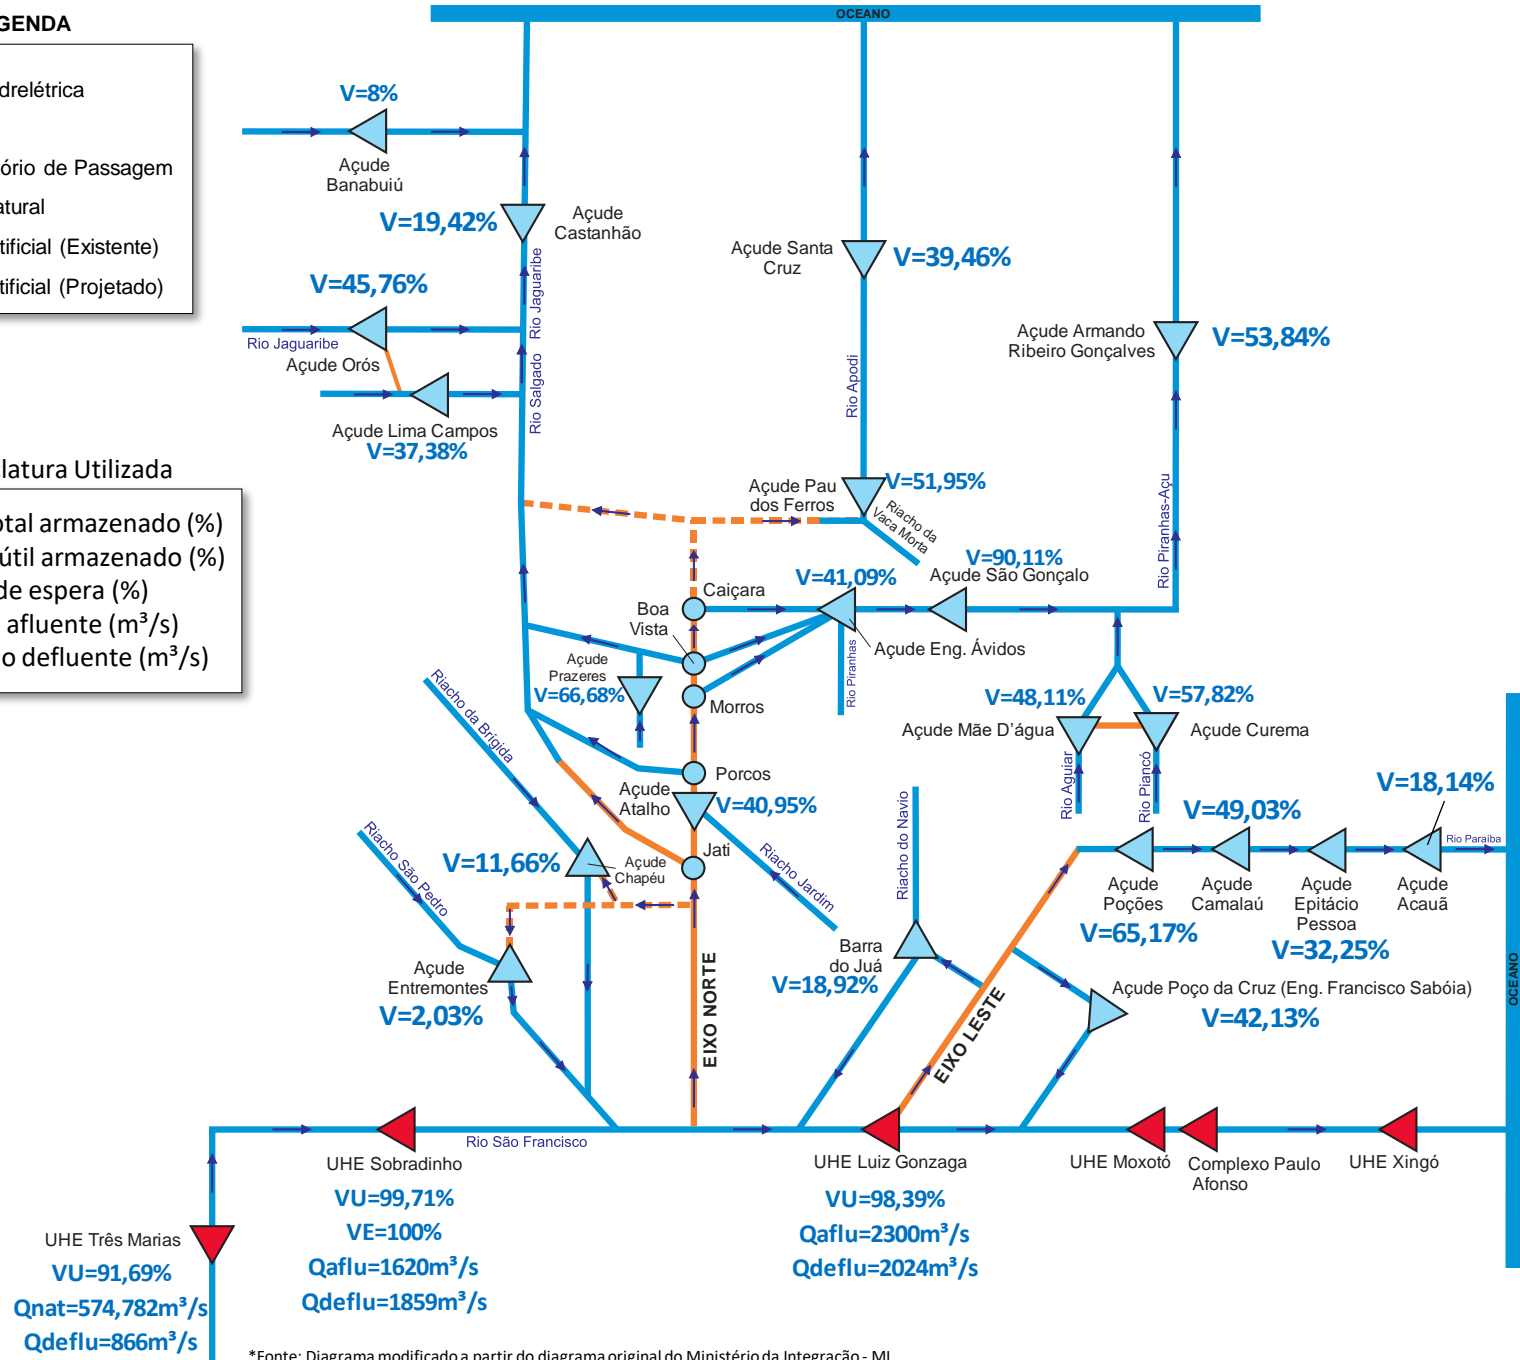 OCEANO
GENDA
drelétrica
ório de Passagem
atural
tificial (Existente)
tificial (Projetado)
V=8%
Açude
Banabuiú
V=19,42%
Açude
Castanhão
Rio Jaguaribe
V=45,76%
Rio Jaguaribe
Açude Orós
Rio Salgado
Açude Lima Campos
V=37,38%
Açude Santa
Cruz
V=39,46%
Rio Apodi
Açude Armando
Ribeiro Gonçalves
V=53,84%
Rio Piranhas-Açu
latura Utilizada
otal armazenado (%)
útil armazenado (%)
de espera (%)
afluente (m³/s)
o defluente (m³/s)
Açude Pau
dos Ferros
V=51,95%
Riacho da
Vaca Morta
V=90,11%
Açude São Gonçalo
V=41,09%
Caiçara
Boa
Vista
Açude Eng. Ávidos
Rio Piranhas
Açude
Prazeres
V=66,68%
Morros
V=48,11%
V=57,82%
Açude Mãe D'água
Açude Curema
Rio Aguiar
Rio Piancó
Riacho da Brígida
Porcos
Açude
Atalho
V=40,95%
Jati
Riacho Jardim
Riacho do Navio
V=18,14%
V=49,03%
Rio Paraíba
Riacho São Pedro
V=11,66%
Açude
Chapéu
Açude
Poções
V=65,17%
Açude
Camalaú
Açude
Epitácio
Pessoa
V=32,25%
Açude
Acauã
OCEANO
Açude
Entremontes
V=2,03%
EIXO NORTE
Barra
do Juá
V=18,92%
EIXO LESTE
Açude Poço da Cruz (Eng. Francisco Sabóia)
V=42,13%
Rio São Francisco
UHE Sobradinho
VU=99,71%
VE=100%
Qaflu=1620m³/s
Qdeflu=1859m³/s
UHE Luiz Gonzaga
VU=98,39%
Qaflu=2300m³/s
Qdeflu=2024m³/s
UHE Moxotó
Complexo Paulo
Afonso
UHE Xingó
UHE Três Marias
VU=91,69%
Qnat=574,782m³/s
Qdeflu=866m³/s
*Fonte: Diagrama modificado a partir do diagrama original do Ministério da Integração - MI